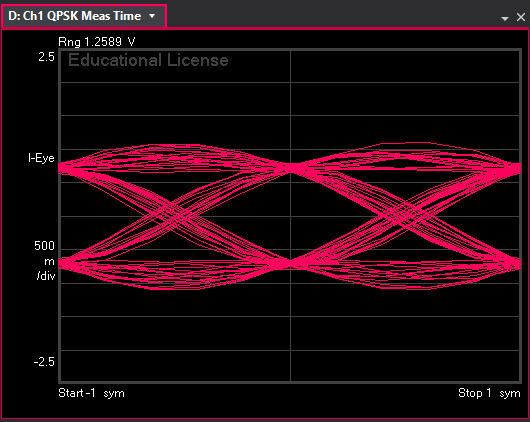 D: Ch1 QPSK Meas Time
Rng 1.2589 V
2.5
Educational License
I-Eye
500
m
/div
-2.5
Start -1 sym
Stop 1 sym